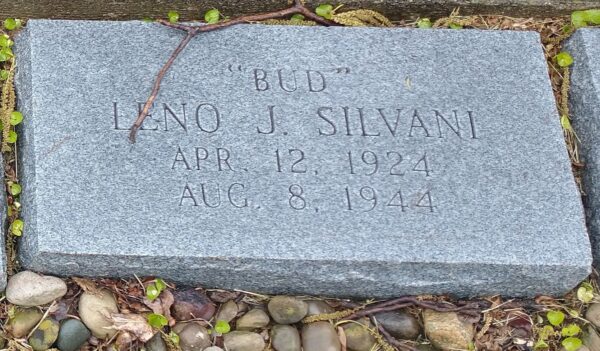 "BUD"
LENO J. SILVANI
APR. 12, 1924
AUG. 8, 1944